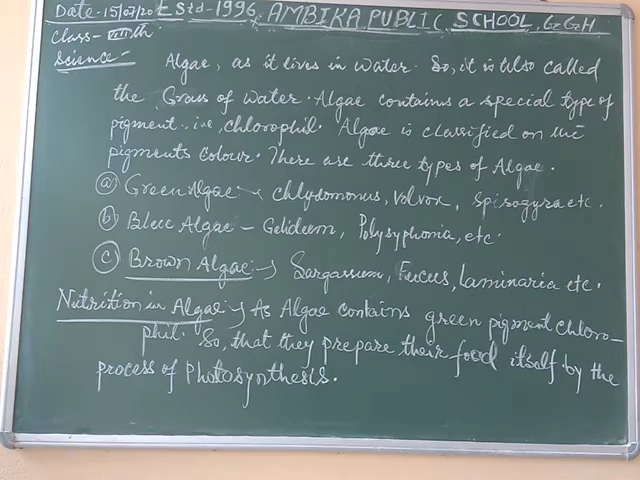 Date-15/07/20 Estd-1996, AMBIKA PUBLIC SCHOOL, GZGH
Class- th
Science- Algae, as it lives in water. So, it is also called
the Grass of water. Algae contains a special type of
pigment. i.e, chlorophil. Algae is classified on the
pigments colour. There are three types of Algae.
(a) Green Algae → chlydomonus, volvox, Spirogyra etc.
(b) Blue Algae - Gelideum, Polysyphonia, etc.
(c) Brown Algae → Sargassum, Fucus, Laminaria etc.
Nutrition in Algae → As Algae contains green pigment chloro-
phil. So, that they prepare their food itself by the
process of Photosynthesis.